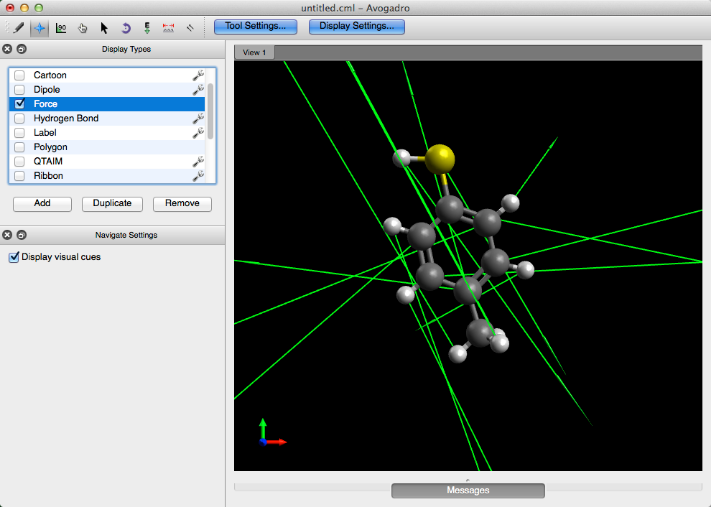 untitled.cml – Avogadro
90
E
Tool Settings...
Display Settings...
Display Types
Cartoon
Dipole
Force
Hydrogen Bond
Label
Polygon
QTAIM
Ribbon
Add
Duplicate
Remove
Navigate Settings
Display visual cues
View 1
Messages